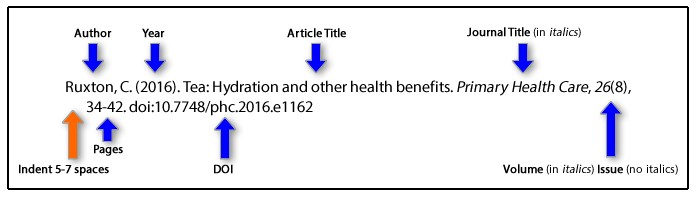 Author Year Article Title Journal Title (in italics)
Ruxton, C. (2016). Tea: Hydration and other health benefits. Primary Health Care, 26(8),
34-42. doi:10.7748/phc.2016.e1162
Pages
Indent 5-7 spaces DOI Volume (in italics) Issue (no italics)